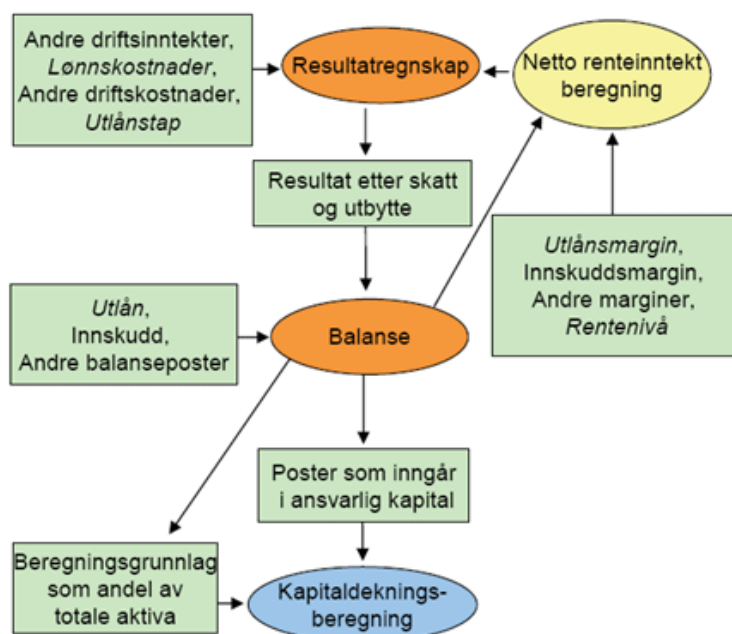 Andre driftsinntekter,
Lønnskostnader,
Andre driftskostnader,
Utlånstap
Resultatregnskap
Netto renteinntekt
beregning
Resultat etter skatt
og utbytte
Utlånsmargin,
Innskuddsmargin,
Andre marginer,
Rentenivå
Utlån,
Innskudd,
Andre balanseposter
Balanse
Poster som inngår
i ansvarlig kapital
Beregningsgrunnlag
som andel av
totale aktiva
Kapitaldeknings-
beregning